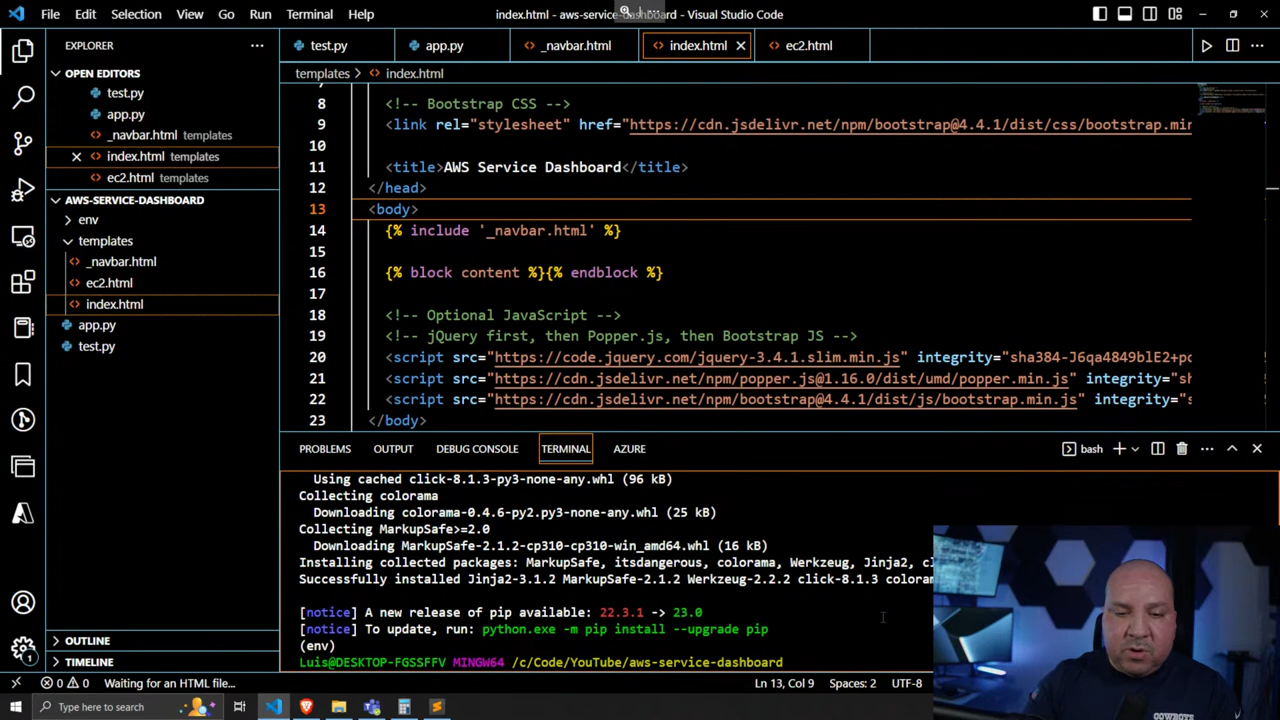 File Edit Selection View Go Run Terminal Help
index.html - aws-service-dashboard - Visual Studio Code
EXPLORER
OPEN EDITORS
test.py
app.py
_navbar.html templates
index.html templates
ec2.html templates
AWS-SERVICE-DASHBOARD
env
templates
_navbar.html
ec2.html
index.html
app.py
test.py
OUTLINE
TIMELINE
test.py app.py _navbar.html index.html ec2.html
templates > index.html
8 <!-- Bootstrap CSS -->
9 <link rel="stylesheet" href="https://cdn.jsdelivr.net/npm/bootstrap@4.4.1/dist/css/bootstrap.min
10
11 <title>AWS Service Dashboard</title>
12 </head>
13 <body>
14 {% include '_navbar.html' %}
15
16 {% block content %}{% endblock %}
17
18 <!-- Optional JavaScript -->
19 <!-- jQuery first, then Popper.js, then Bootstrap JS -->
20 <script src="https://code.jquery.com/jquery-3.4.1.slim.min.js" integrity="sha384-J6qa4849blE2+po
21 <script src="https://cdn.jsdelivr.net/npm/popper.js@1.16.0/dist/umd/popper.min.js" integrity="sh
22 <script src="https://cdn.jsdelivr.net/npm/bootstrap@4.4.1/dist/js/bootstrap.min.js" integrity="s
23 </body>
PROBLEMS OUTPUT DEBUG CONSOLE TERMINAL AZURE
bash
Using cached click-8.1.3-py3-none-any.whl (96 kB)
Collecting colorama
Downloading colorama-0.4.6-py2.py3-none-any.whl (25 kB)
Collecting MarkupSafe>=2.0
Downloading MarkupSafe-2.1.2-cp310-cp310-win_amd64.whl (16 kB)
Installing collected packages: MarkupSafe, itsdangerous, colorama, Werkzeug, Jinja2, cl
Successfully installed Jinja2-3.1.2 MarkupSafe-2.1.2 Werkzeug-2.2.2 click-8.1.3 coloram
[notice] A new release of pip available: 22.3.1 -> 23.0
[notice] To update, run: python.exe -m pip install --upgrade pip
(env)
Luis@DESKTOP-FGSSFFV MINGW64 /c/Code/YouTube/aws-service-dashboard
COWBOYS
1
0 0 Waiting for an HTML file...
Ln 13, Col 9 Spaces: 2 UTF-8
Type here to search